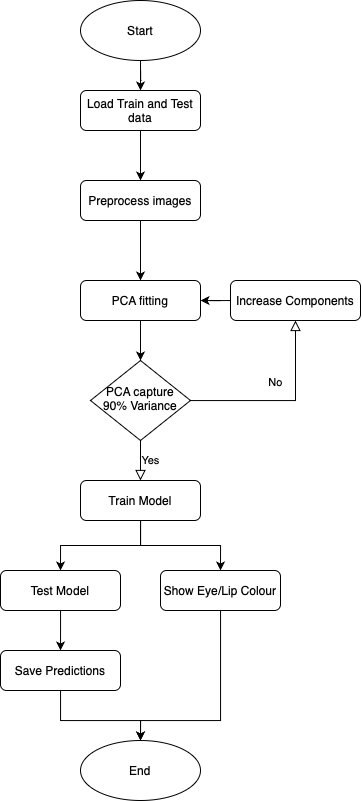 Start
Load Train and Test
data
Preprocess images
PCA fitting
Increase Components
PCA capture
90% Variance
No
Yes
Train Model
Test Model
Show Eye/Lip Colour
Save Predictions
End